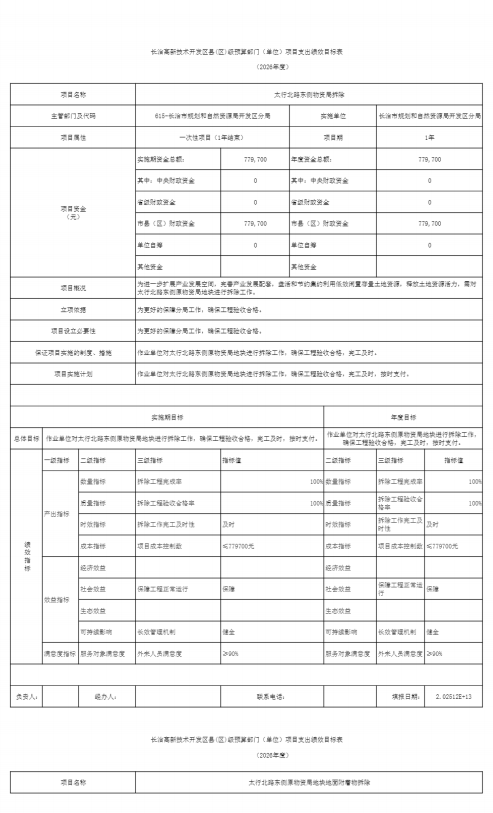 长治高新技术开发区县(区)级预算部门（单位）项目支出绩效目标表
（2026年度）
项目名称 太行北路东侧物资局拆除
主管部门及代码 615-长治市规划和自然资源局开发区分局 实施单位 长治市规划和自然资源局开发区分局
项目属性 一次性项目（1年结束） 项目期 1年
项目资金
（元）
实施期资金总额： 779,700 年度资金总额： 779,700
其中：中央财政资金 0 其中：中央财政资金 0
省级财政资金 0 省级财政资金 0
市县（区）财政资金 779,700 市县（区）财政资金 779,700
单位自筹 0 单位自筹 0
其他资金 其他资金
项目概况 为进一步扩展产业发展空间，完善产业发展配套，盘活和节约集约利用低效闲置存量土地资源，释放土地资源活力，需对
太行北路东侧原物资局地块进行拆除工作。
立项依据 为更好的保障分局工作，确保工程验收合格。
项目设立必要性 为更好的保障分局工作，确保工程验收合格。
保证项目实施的制度、措施 作业单位对太行北路东侧原物资局地块进行拆除工作，确保工程验收合格，完工及时。
项目实施计划 作业单位对太行北路东侧原物资局地块进行拆除工作，确保工程验收合格，完工及时，按时支付。
实施期目标 年度目标
总体目标 作业单位对太行北路东侧原物资局地块进行拆除工作，确保工程验收合格，完工及时，按时支付。 作业单位对太行北路东侧原物资局地块进行拆除工作，
确保工程验收合格，完工及时，按时支付。
绩
效
指
标
一级指标 二级指标 三级指标 指标值 二级指标 三级指标 指标值
产出指标
数量指标 拆除工程完成率 100% 数量指标 拆除工程完成率 100%
质量指标 拆除工程验收合格率 100% 质量指标 拆除工程验收合
格率 100%
时效指标 拆除工作完工及时性 及时 时效指标 拆除工作完工及
时性 及时
成本指标 项目成本控制数 ≤779700元 成本指标 项目成本控制数 ≤779700元
效益指标
经济效益 经济效益
社会效益 保障工程正常运行 保障 社会效益 保障工程正常运
行 保障
生态效益 生态效益
可持续影响 长效管理机制 健全 可持续影响 长效管理机制 健全
满意度指标 服务对象满意度 外来人员满意度 ≥90% 服务对象满意度 外来人员满意度 ≥90%
负责人： 经办人： 联系电话： 填报日期： 2.02512E+13
长治高新技术开发区县(区)级预算部门（单位）项目支出绩效目标表
（2026年度）
项目名称 太行北路东侧原物资局地块地面附着物拆除